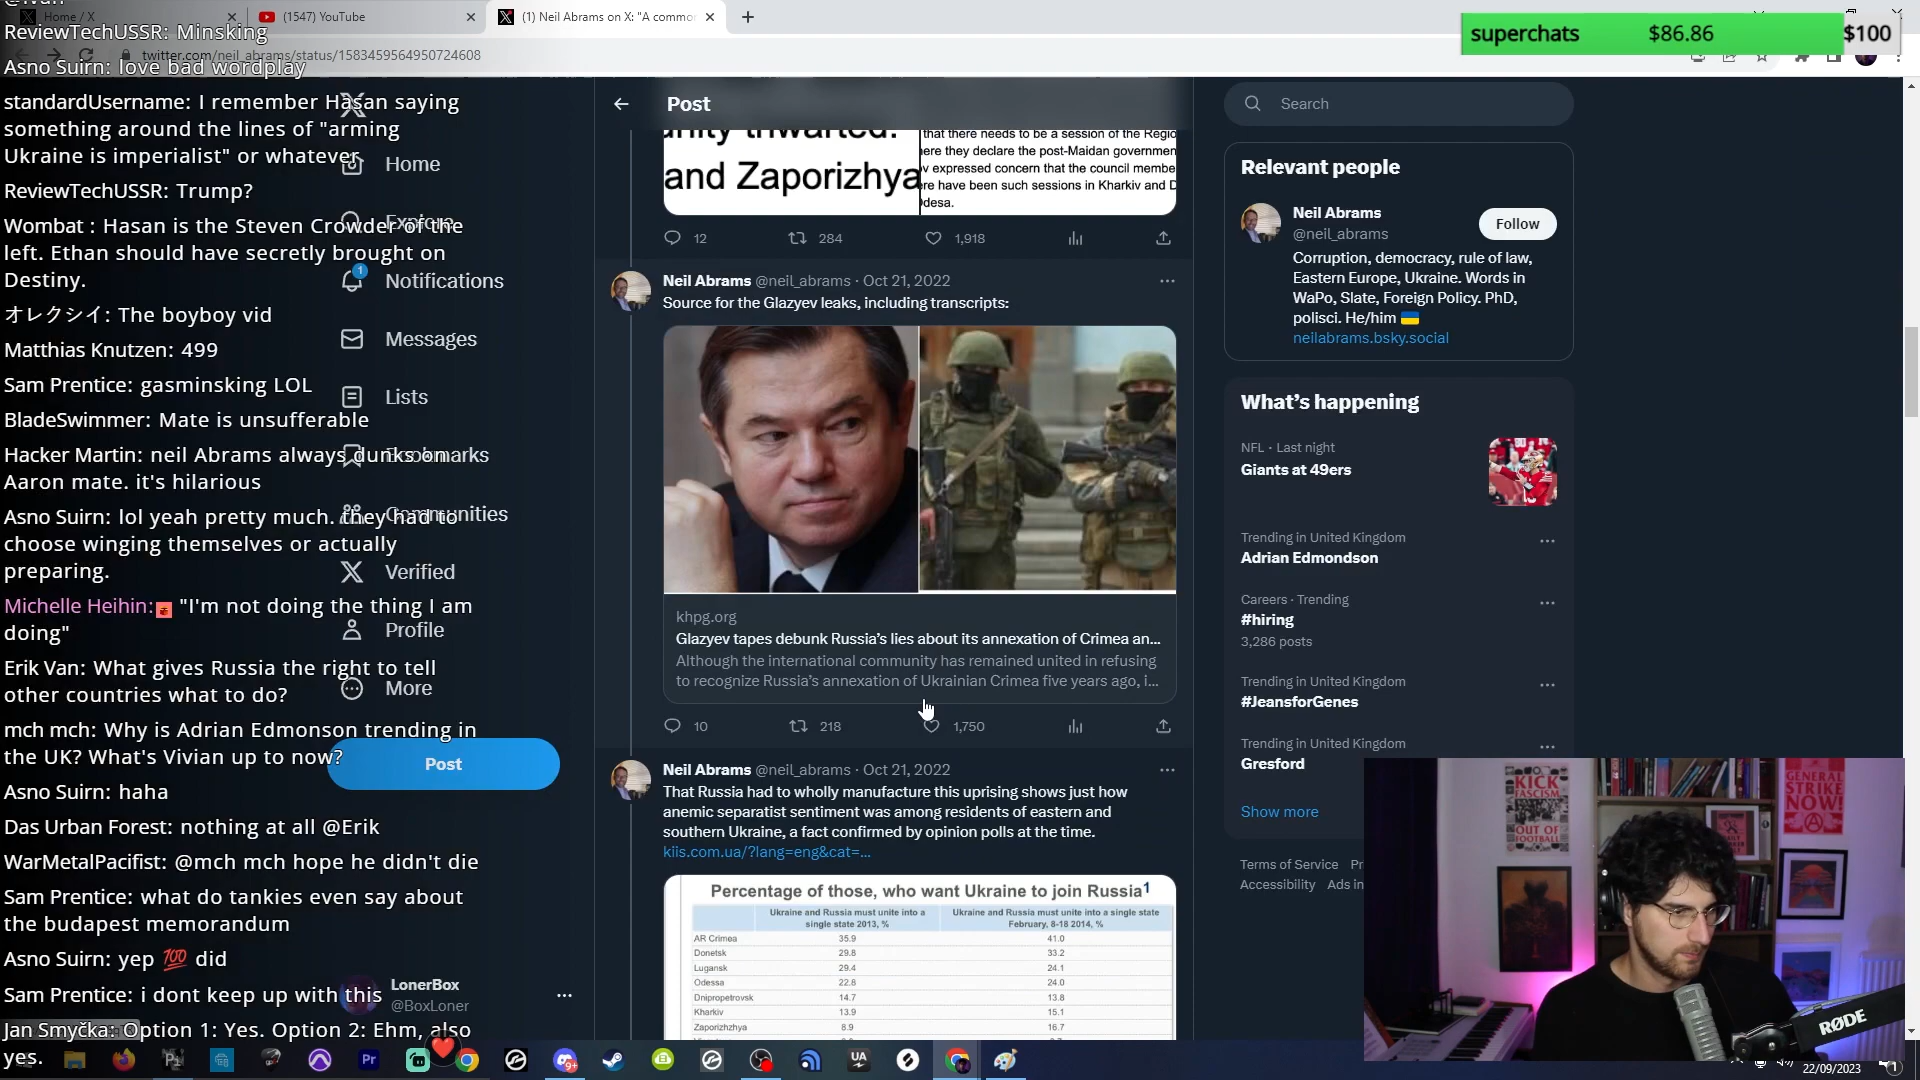 @Ivan
ReviewTechUSSR: Minsking
Asno Suirn: love bad wordplay
standardUsername: I remember Hasan saying
something around the lines of "arming
Ukraine is imperialist" or whatever
ReviewTechUSSR: Trump?
Wombat : Hasan is the Steven Crowder of the
left. Ethan should have secretly brought on
Destiny.
オレクシイ: The boyboy vid
Matthias Knutzen: 499
Sam Prentice: gasminsking LOL
BladeSwimmer: Mate is unsufferable
Hacker Martin: neil Abrams always dunks on
Aaron mate. it's hilarious
Asno Suirn: lol yeah pretty much. they had to
choose winging themselves or actually
preparing.
Michelle Heihin: "I'm not doing the thing I am
doing"
Erik Van: What gives Russia the right to tell
other countries what to do?
mch mch: Why is Adrian Edmonson trending in
the UK? What's Vivian up to now?
Asno Suirn: haha
Das Urban Forest: nothing at all @Erik
WarMetalPacifist: @mch mch hope he didn't die
Sam Prentice: what do tankies even say about
the budapest memorandum
Asno Suirn: yep 💯 did
Sam Prentice: i dont keep up with this
Jan Smyčka: Option 1: Yes. Option 2: Ehm, also
yes.
Home / X
(1547) YouTube
(1) Neil Abrams on X: "A commo
twitter.com/neil_abrams/status/1583459564950724608
superchats $86.86 $100
Home
Explore
1
Notifications
Messages
Lists
Bookmarks
Communities
Verified
Profile
More
Post
LonerBox
@BoxLoner
Post
unity thwarted:
and Zaporizhya
that there needs to be a session of the Regio
ere they declare the post-Maidan governmen
v expressed concern that the council membe
re have been such sessions in Kharkiv and D
Odesa.
12 284 1,918
Neil Abrams @neil_abrams · Oct 21, 2022
Source for the Glazyev leaks, including transcripts:
khpg.org
Glazyev tapes debunk Russia's lies about its annexation of Crimea an...
Although the international community has remained united in refusing
to recognize Russia's annexation of Ukrainian Crimea five years ago, i...
10 218 1,750
Neil Abrams @neil_abrams · Oct 21, 2022
That Russia had to wholly manufacture this uprising shows just how
anemic separatist sentiment was among residents of eastern and
southern Ukraine, a fact confirmed by opinion polls at the time.
kiis.com.ua/?lang=eng&cat=...
Percentage of those, who want Ukraine to join Russia1
Ukraine and Russia must unite into a
single state 2013, %
Ukraine and Russia must unite into a single state
February, 8-18 2014, %
AR Crimea 35.9 41.0
Donetsk 29.8 33.2
Lugansk 29.4 24.1
Odessa 22.8 24.0
Dnipropetrovsk 14.7 13.8
Kharkiv 13.9 15.1
Zaporizhzhya 8.9 16.7
Search
Relevant people
Neil Abrams
@neil_abrams
Follow
Corruption, democracy, rule of law,
Eastern Europe, Ukraine. Words in
WaPo, Slate, Foreign Policy. PhD,
polisci. He/him 🇺🇦
neilabrams.bsky.social
What's happening
NFL · Last night
Giants at 49ers
Trending in United Kingdom
Adrian Edmondson
Careers · Trending
#hiring
3,286 posts
Trending in United Kingdom
#JeansforGenes
Trending in United Kingdom
Gresford
Show more
Terms of Service Pr
Accessibility Ads in
KICK
FASCISM
OUT OF
FOOTBALL
GENERAL
STRIKE
NOW!
RØDE
Pr
9+
UA
22/09/2023
1